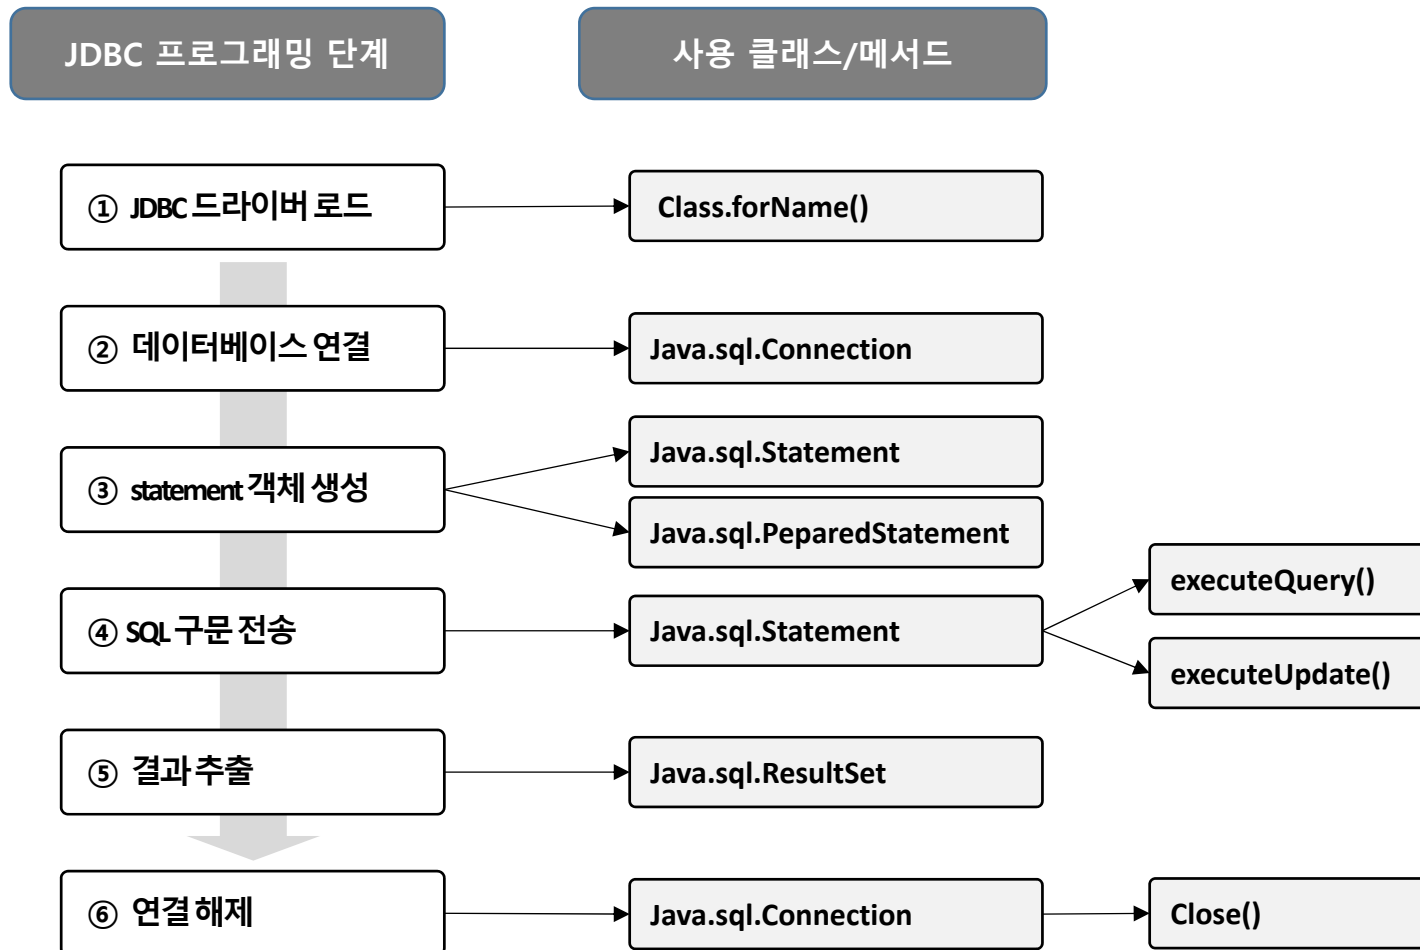 JDBC 프로그래밍 단계
사용 클래스/메서드
① JDBC 드라이버 로드
Class.forName()
② 데이터베이스 연결
Java.sql.Connection
③ statement 객체 생성
Java.sql.Statement
Java.sql.PeparedStatement
④ SQL 구문 전송
Java.sql.Statement
executeQuery()
executeUpdate()
⑤ 결과 추출
Java.sql.ResultSet
⑥ 연결 해제
Java.sql.Connection
Close()